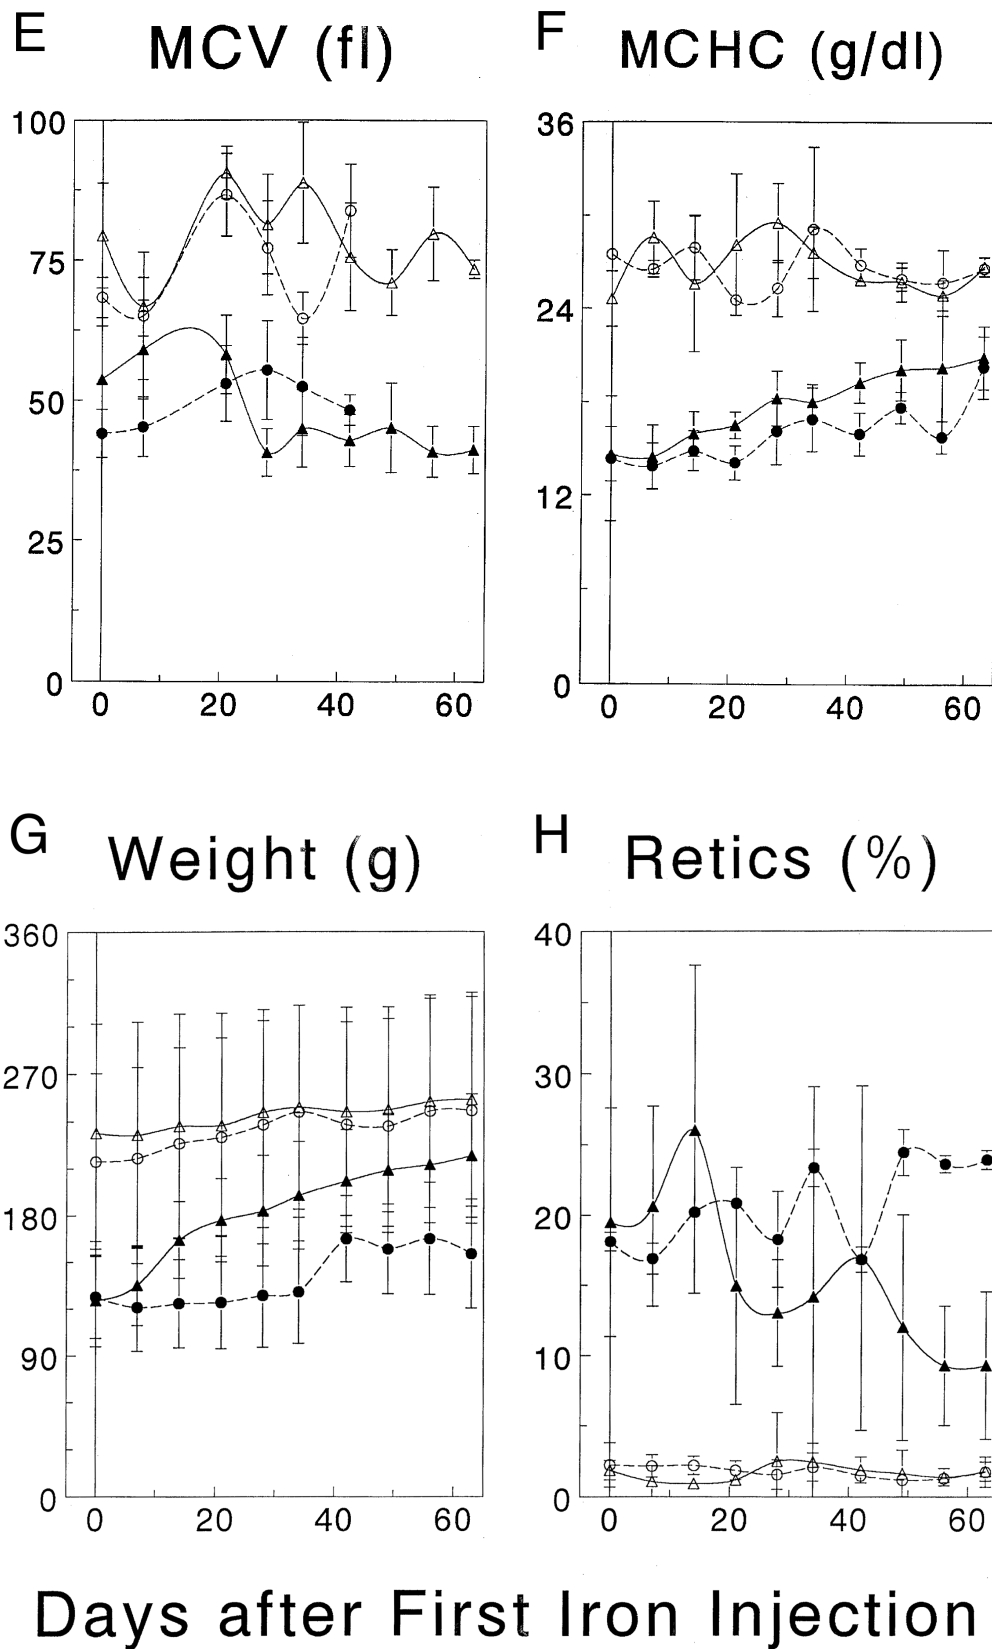 E MCV (fl) F MCHC (g/dl)
100 36
75
24
50
12
25
0 0
0 20 40 60 0 20 40 60
G Weight (g) H Retics (%)
360 40
270 30
180 20
90 10
0 0
0 20 40 60 0 20 40 60
Days after First Iron Injection